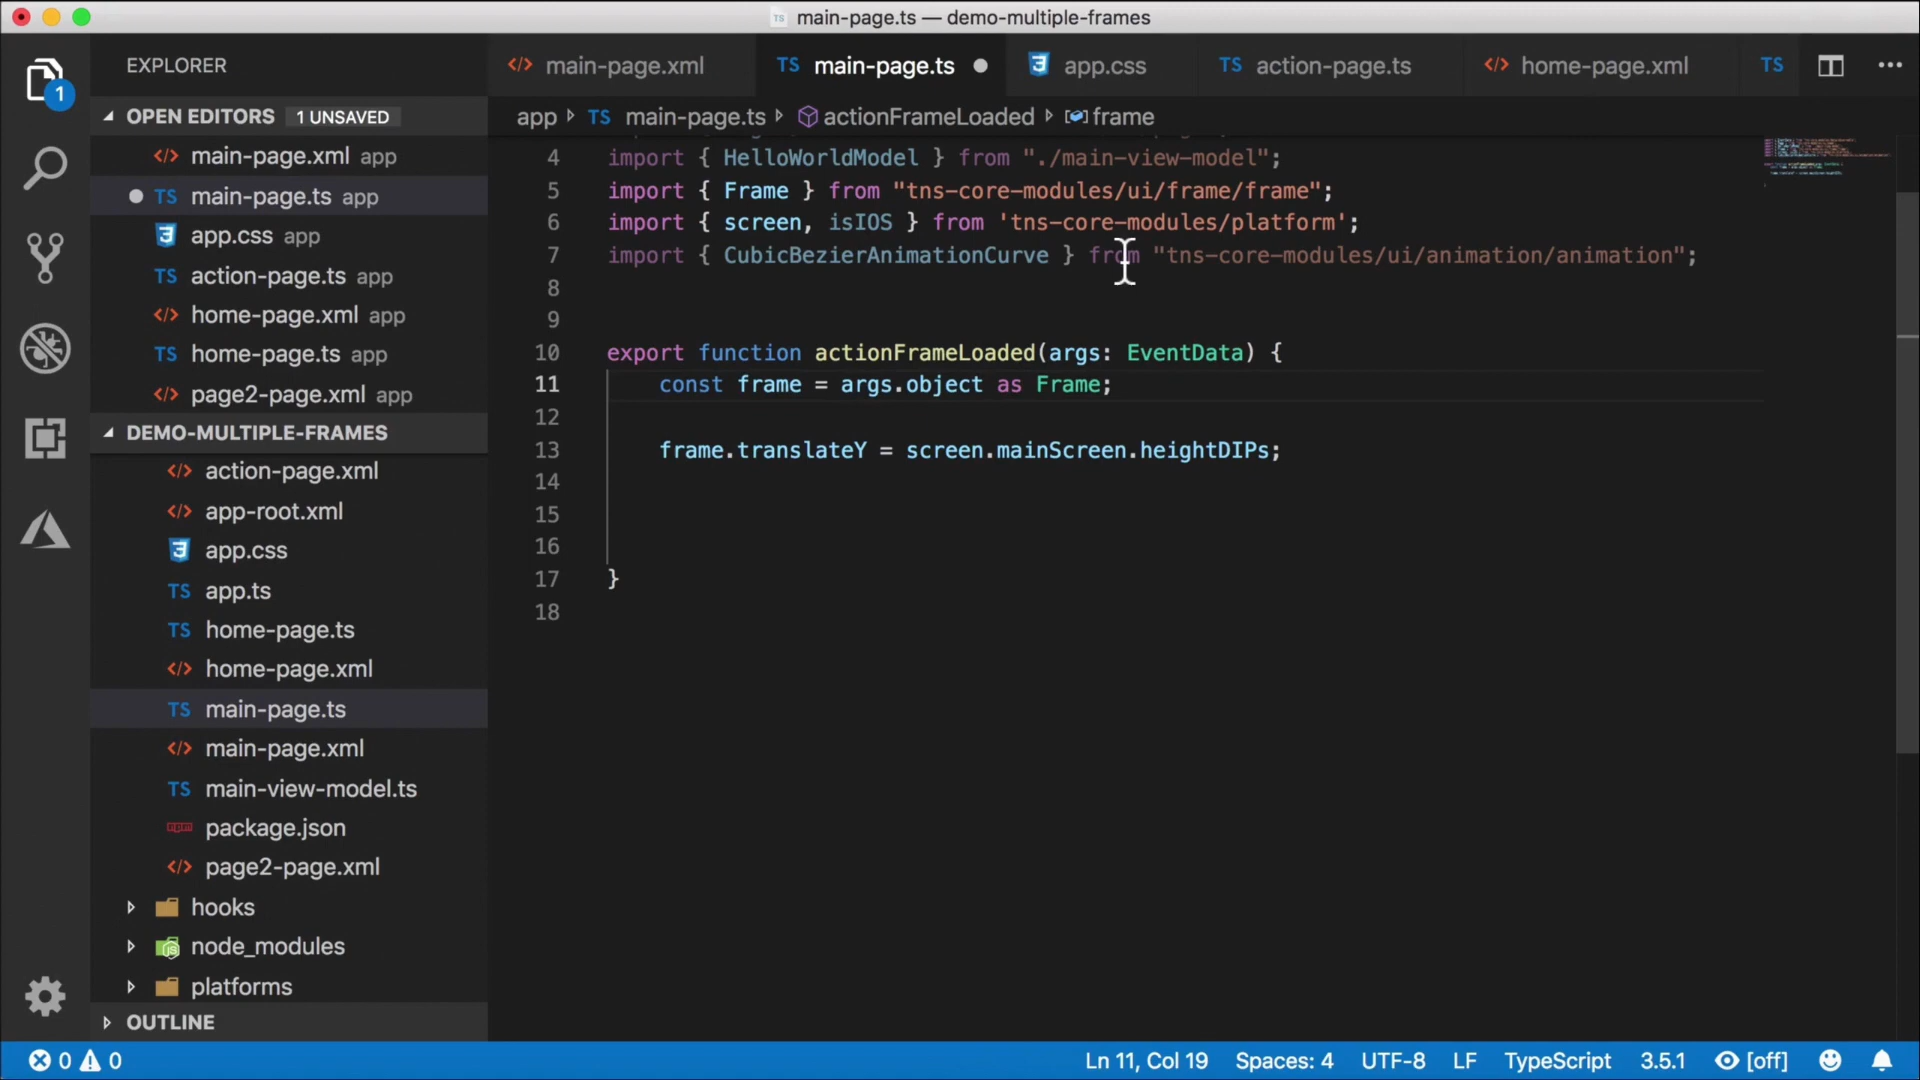 main-page.ts — demo-multiple-frames
EXPLORER
OPEN EDITORS 1 UNSAVED
main-page.xml app
main-page.ts app
app.css app
action-page.ts app
home-page.xml app
home-page.ts app
page2-page.xml app
DEMO-MULTIPLE-FRAMES
action-page.xml
app-root.xml
app.css
app.ts
home-page.ts
home-page.xml
main-page.ts
main-page.xml
main-view-model.ts
package.json
page2-page.xml
hooks
node_modules
platforms
OUTLINE
main-page.xml TS main-page.ts app.css TS action-page.ts home-page.xml TS
app TS main-page.ts actionFrameLoaded frame
4 import { HelloWorldModel } from "./main-view-model";
5 import { Frame } from "tns-core-modules/ui/frame/frame";
6 import { screen, isIOS } from 'tns-core-modules/platform';
7 import { CubicBezierAnimationCurve } from "tns-core-modules/ui/animation/animation";
8
9
10 export function actionFrameLoaded(args: EventData) {
11 const frame = args.object as Frame;
12
13 frame.translateY = screen.mainScreen.heightDIPs;
14
15
16
17 }
18
0 0 Ln 11, Col 19 Spaces: 4 UTF-8 LF TypeScript 3.5.1 [off]